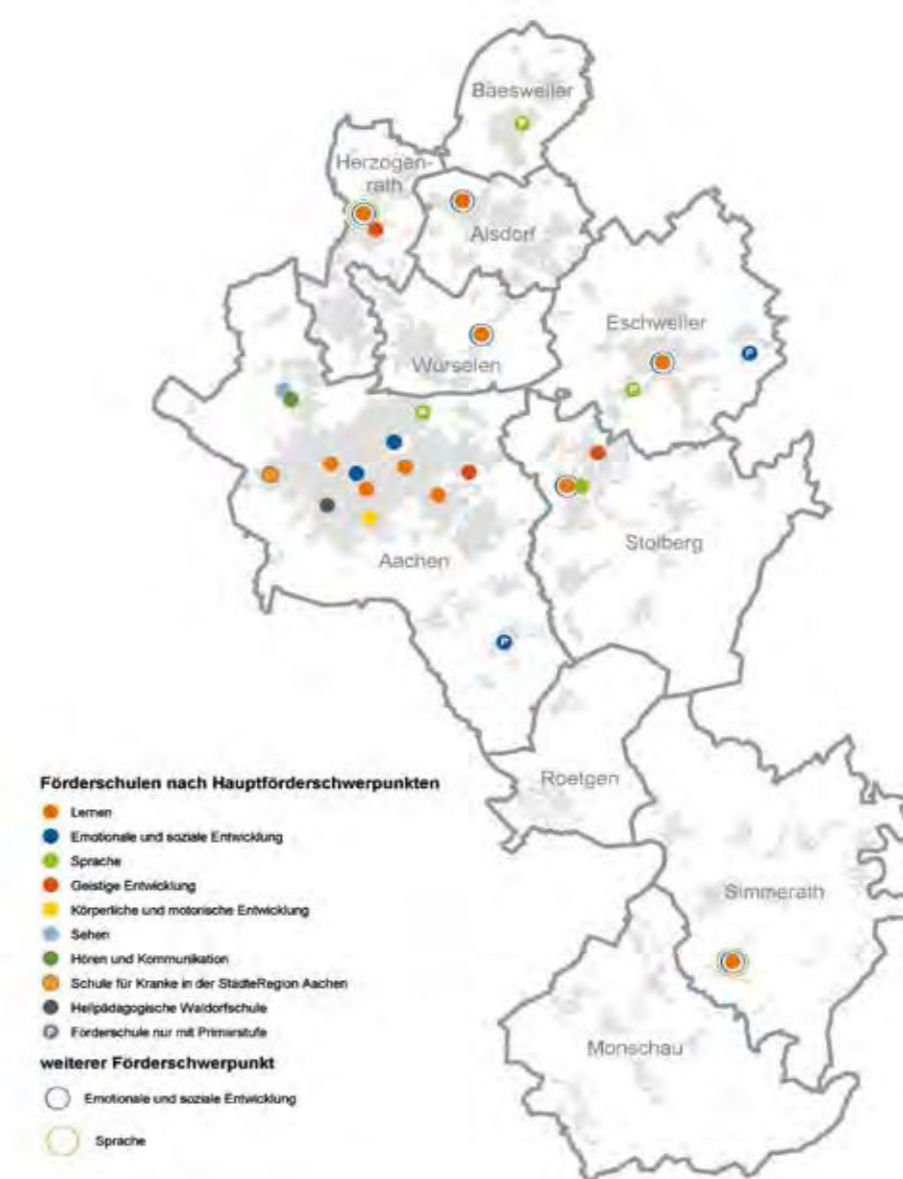 Baesweiler
Herzogen-
rath
Alsdorf
Eschweiler
Würselen
Stolberg
Aachen
Roetgen
Simmerath
Monschau
P
P
P
P
P
Förderschulen nach Hauptförderschwerpunkten
Lernen
Emotionale und soziale Entwicklung
Sprache
Geistige Entwicklung
Körperliche und motorische Entwicklung
Sehen
Hören und Kommunikation
Schule für Kranke in der StädteRegion Aachen
Heilpädagogische Waldorfschule
P Förderschule nur mit Primarstufe
weiterer Förderschwerpunkt
Emotionale und soziale Entwicklung
Sprache